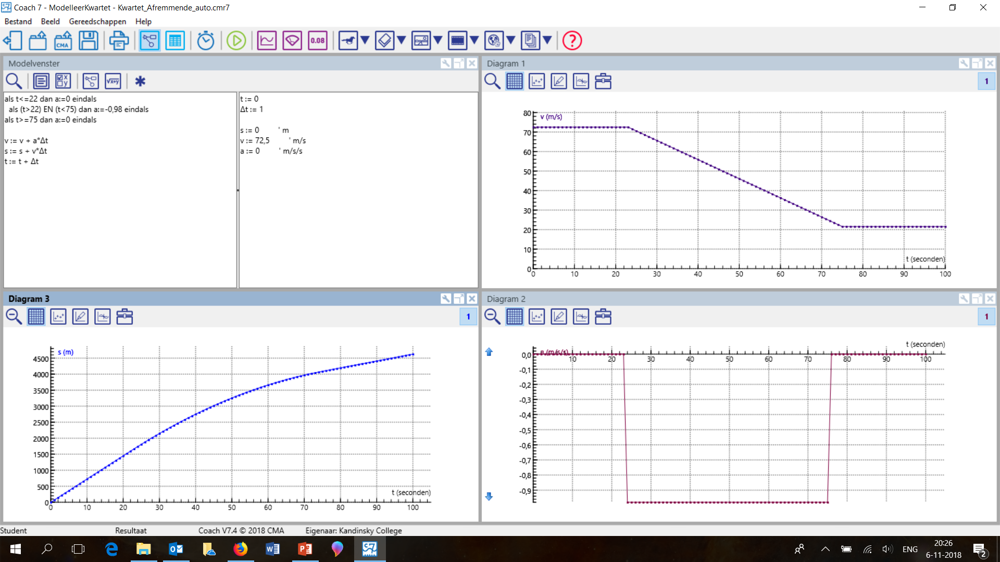 Coach 7 - ModelleerKwartet - Kwartet_Afremmende_auto.cmr7
Bestand Beeld Gereedschappen Help
CMA 0.08 ?
Modelvenster
als t<=22 dan a:=0 eindals
als (t>22) EN (t<75) dan a:=-0,98 eindals
als t>=75 dan a:=0 eindals
v := v + a*Δt
s := s + v*Δt
t := t + Δt
t := 0
Δt := 1
s := 0 ' m
v := 72,5 ' m/s
a := 0 ' m/s/s
Diagram 1
1
v (m/s)
80
70
60
50
40
30
20
10
0
t (seconden)
0 10 20 30 40 50 60 70 80 90 100
Diagram 3
1
s (m)
4500
4000
3500
3000
2500
2000
1500
1000
500
0
t (seconden)
0 10 20 30 40 50 60 70 80 90 100
Diagram 2
1
t (seconden)
a (m/s/s)
10 20 30 40 50 60 70 80 90 100
0,0
-0,1
-0,2
-0,3
-0,4
-0,5
-0,6
-0,7
-0,8
-0,9
Student Resultaat Coach V7.4 © 2018 CMA Eigenaar: Kandinsky College
ENG
20:26
6-11-2018
2